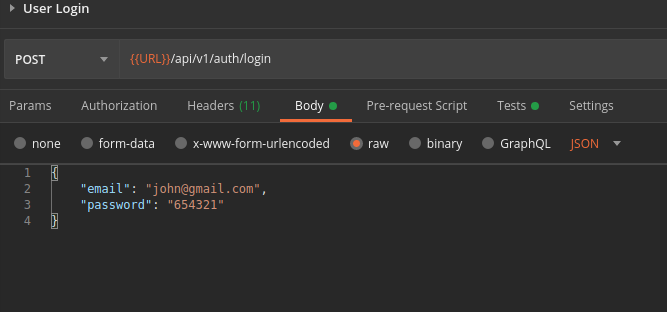 User Login
POST {{URL}}/api/v1/auth/login
Params Authorization Headers (11) Body Pre-request Script Tests Settings
none form-data x-www-form-urlencoded raw binary GraphQL JSON
1 {
2 "email": "john@gmail.com",
3 "password": "654321"
4 }